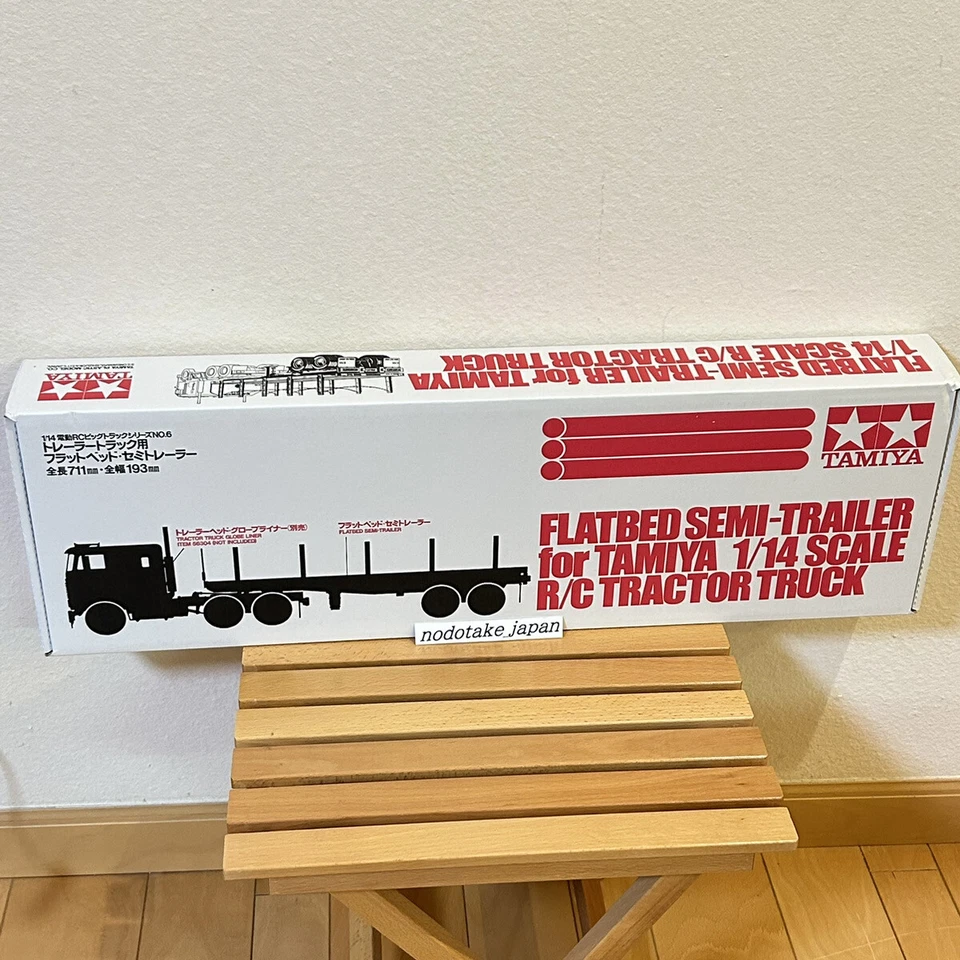 FLATBED SEMI-TRAILER for TAMIYA
1/14 SCALE R/C TRACTOR TRUCK
TAMIYA
1/14 電動RCビッグトラックシリーズNO.6
トレーラートラック用
フラットベッド・セミトレーラー
全長711mm・全幅193mm
TAMIYA
トレーラーヘッド・グローブライナー(別売)
TRACTOR TRUCK GLOBE LINER
ITEM 56304 (NOT INCLUDED)
フラットベッド・セミトレーラー
FLATBED SEMI-TRAILER
FLATBED SEMI-TRAILER
for TAMIYA 1/14 SCALE
R/C TRACTOR TRUCK
nodotake_japan